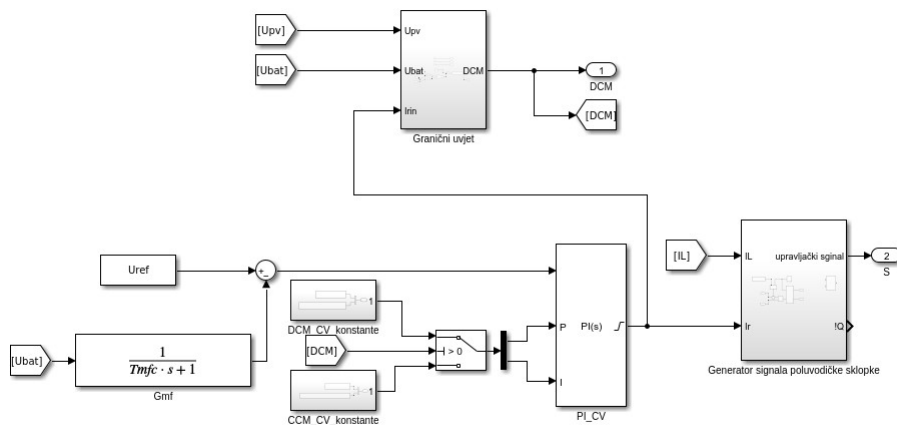 [Upv]
[Ubat]
Upv
Ubat
Irin
DCM
Granični uvjet
1
DCM
[DCM]
Uref
+
_
[Ubat]
1
Tmfc · s + 1
Gmf
1
DCM_CV_konstante
[DCM]
> 0
1
CCM_CV_konstante
P
I
PI(s)
PI_CV
[IL]
IL
Ir
upravljački sginal
!Q
Generator signala poluvodičke sklopke
2
S